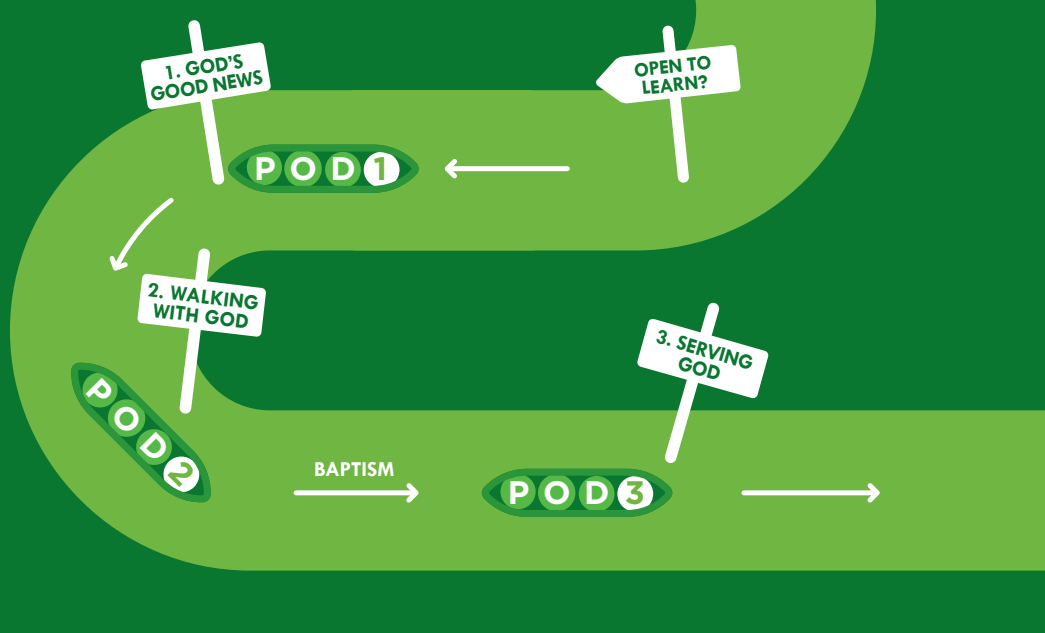 1. GOD'S
GOOD NEWS
OPEN TO
LEARN?
POD1
2. WALKING
WITH GOD
3. SERVING
GOD
POD2
BAPTISM
POD3